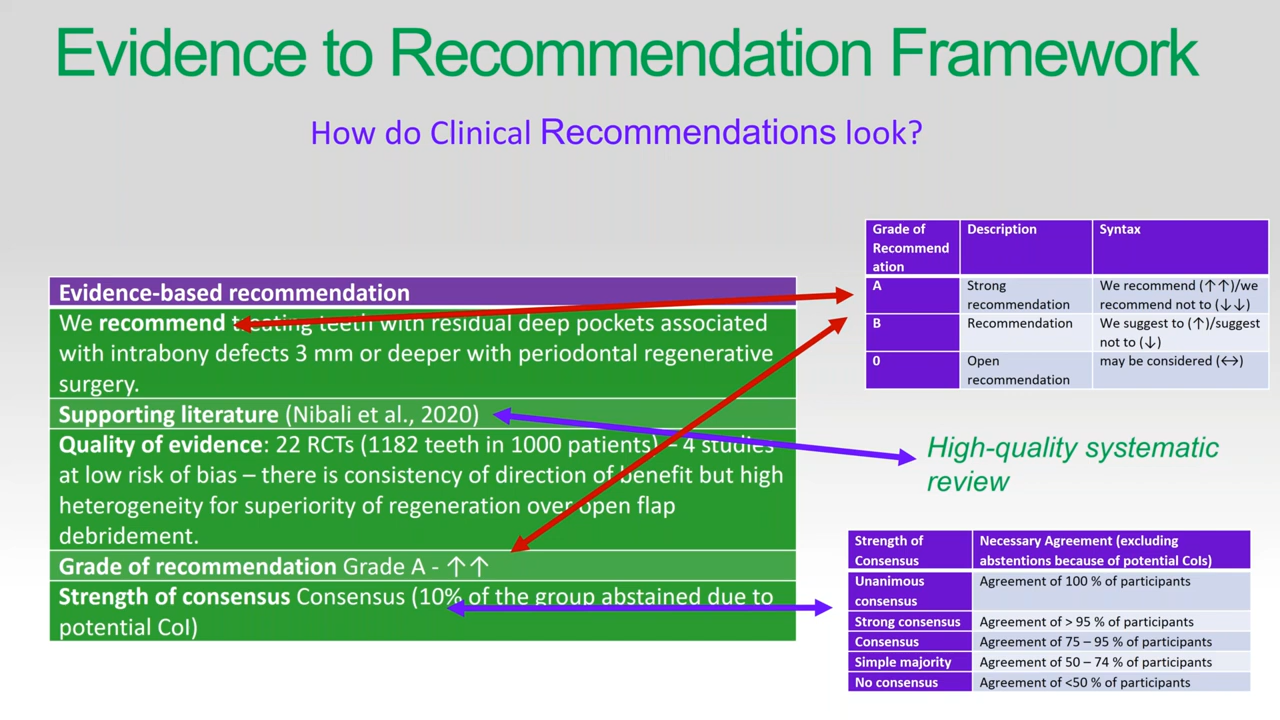 Evidence to Recommendation Framework
How do Clinical Recommendations look?
Evidence-based recommendation
We recommend treating teeth with residual deep pockets associated
with intrabony defects 3 mm or deeper with periodontal regenerative
surgery.
Supporting literature (Nibali et al., 2020)
Quality of evidence: 22 RCTs (1182 teeth in 1000 patients) – 4 studies
at low risk of bias – there is consistency of direction of benefit but high
heterogeneity for superiority of regeneration over open flap
debridement.
Grade of recommendation Grade A - ↑↑
Strength of consensus Consensus (10% of the group abstained due to
potential CoI)
Grade of
Recommend
ation
Description
Syntax
A
Strong
recommendation
We recommend (↑↑)/we
recommend not to (↓↓)
B
Recommendation
We suggest to (↑)/suggest
not to (↓)
0
Open
recommendation
may be considered (↔)
High-quality systematic
review
Strength of
Consensus
Necessary Agreement (excluding
abstentions because of potential CoIs)
Unanimous
consensus
Agreement of 100 % of participants
Strong consensus
Agreement of > 95 % of participants
Consensus
Agreement of 75 – 95 % of participants
Simple majority
Agreement of 50 – 74 % of participants
No consensus
Agreement of <50 % of participants